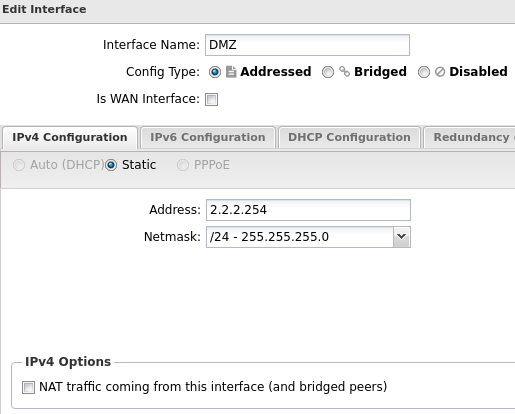 Edit Interface
Interface Name: DMZ
Config Type: Addressed Bridged Disabled
Is WAN Interface:
IPv4 Configuration IPv6 Configuration DHCP Configuration Redundancy
Auto (DHCP) Static PPPoE
Address: 2.2.2.254
Netmask: /24 - 255.255.255.0
IPv4 Options
NAT traffic coming from this interface (and bridged peers)